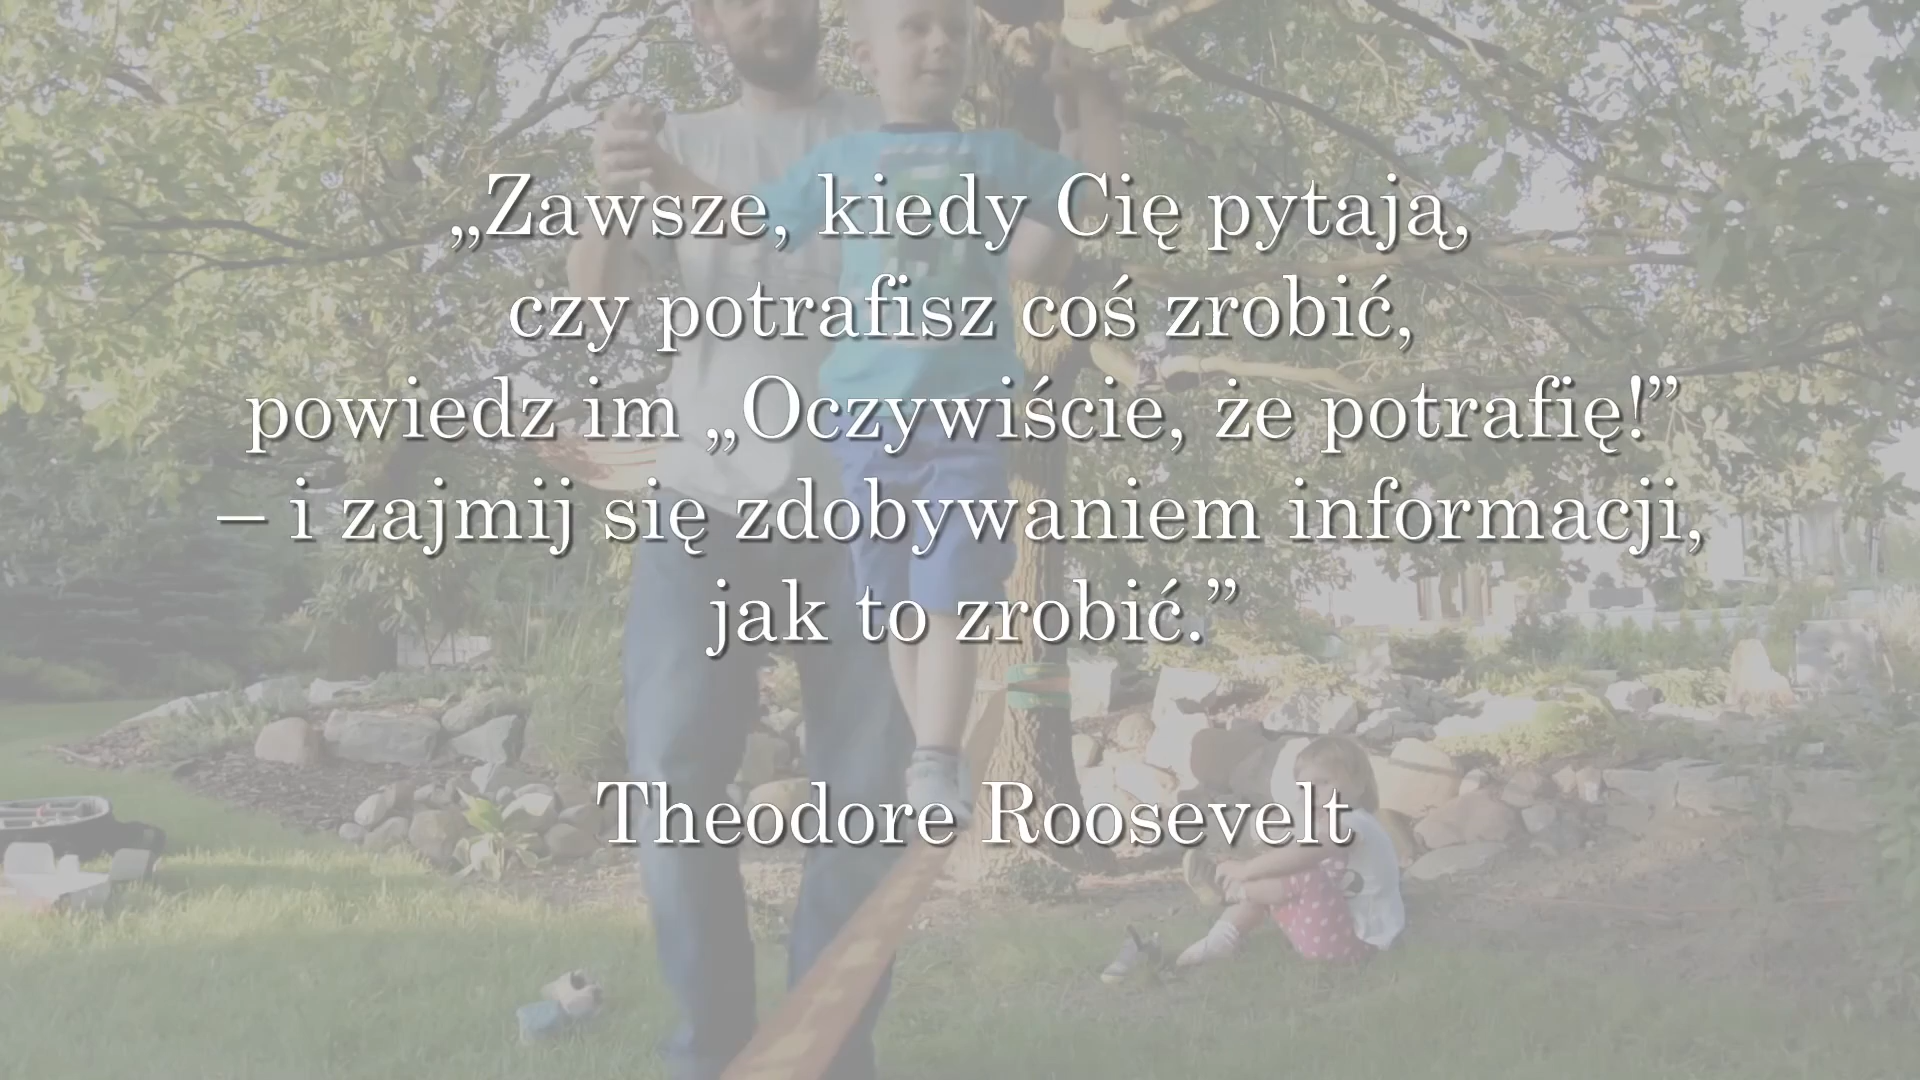 „Zawsze, kiedy Cię pytają,
czy potrafisz coś zrobić,
powiedz im „Oczywiście, że potrafię!”
– i zajmij się zdobywaniem informacji,
jak to zrobić.”
Theodore Roosevelt